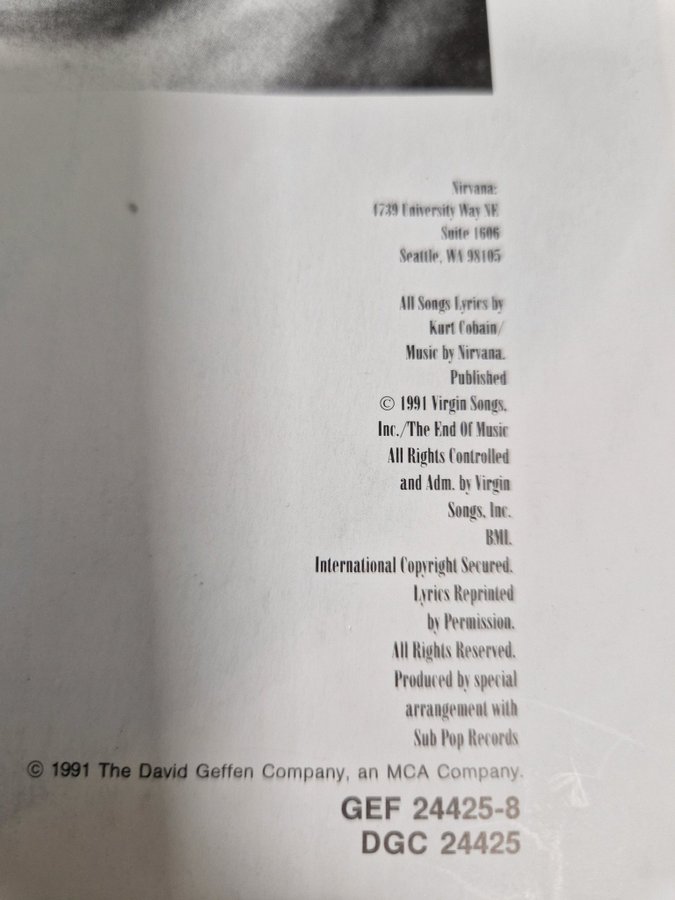 Nirvana:
4739 University Way NE
Suite 1606
Seattle, WA 98105
All Songs Lyrics by
Kurt Cobain/
Music by Nirvana.
Published
© 1991 Virgin Songs,
Inc./The End Of Music
All Rights Controlled
and Adm. by Virgin
Songs, Inc.
BMI.
International Copyright Secured.
Lyrics Reprinted
by Permission.
All Rights Reserved.
Produced by special
arrangement with
Sub Pop Records
© 1991 The David Geffen Company, an MCA Company.
GEF 24425-8
DGC 24425